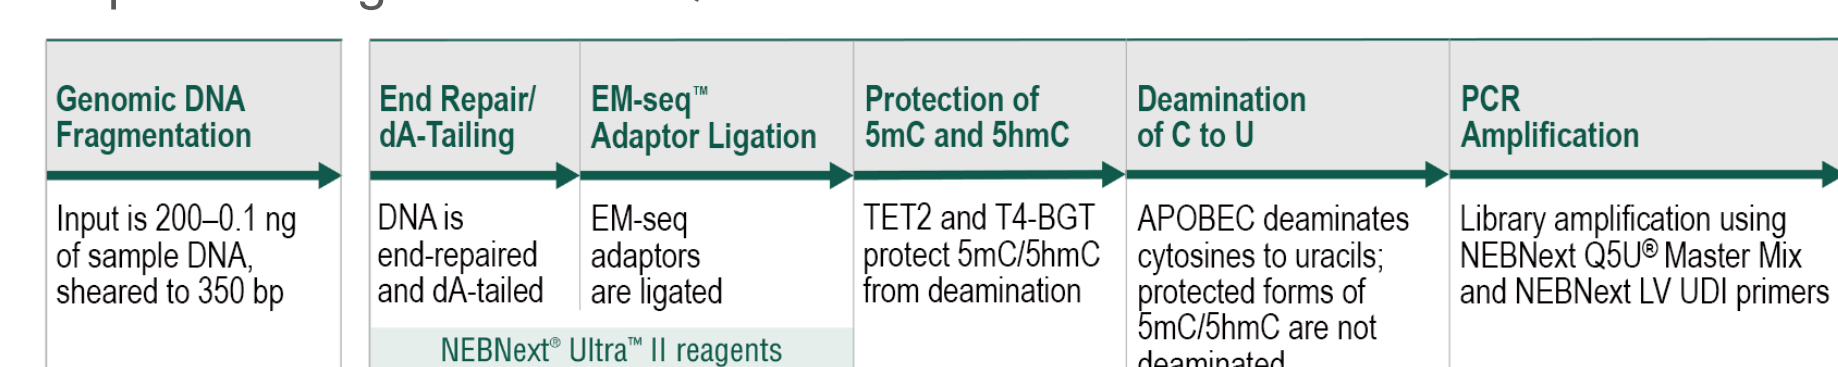 Genomic DNA
Fragmentation
Input is 200–0.1 ng
of sample DNA,
sheared to 350 bp
End Repair/
dA-Tailing
DNA is
end-repaired
and dA-tailed
EM-seq™
Adaptor Ligation
EM-seq
adaptors
are ligated
NEBNext® Ultra™ II reagents
Protection of
5mC and 5hmC
TET2 and T4-BGT
protect 5mC/5hmC
from deamination
Deamination
of C to U
APOBEC deaminates
cytosines to uracils;
protected forms of
5mC/5hmC are not
deaminated
PCR
Amplification
Library amplification using
NEBNext Q5U® Master Mix
and NEBNext LV UDI primers